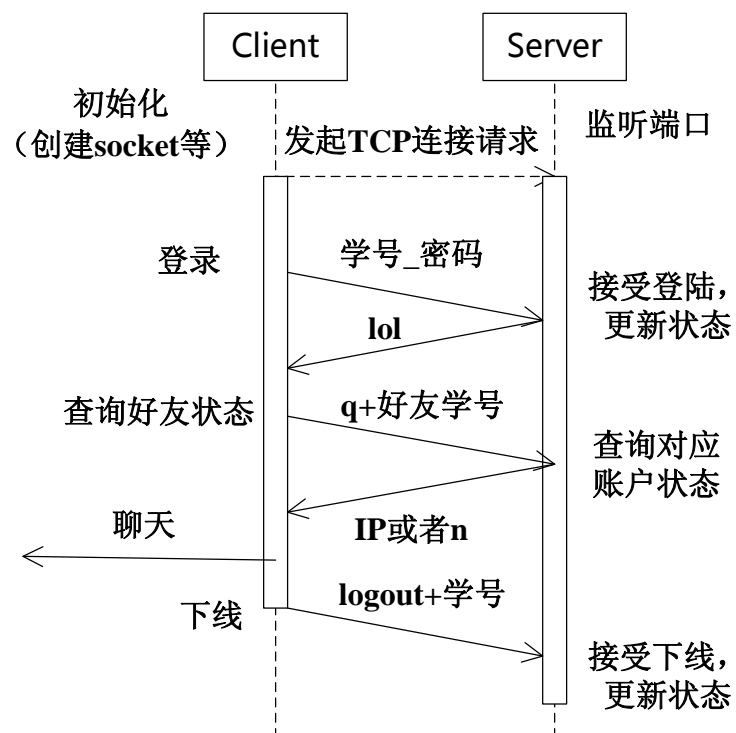 Client
Server
初始化
（创建socket等）
发起TCP连接请求
监听端口
登录
学号_密码
接受登陆，
更新状态
lol
查询好友状态
q+好友学号
查询对应
账户状态
聊天
IP或者n
下线
logout+学号
接受下线，
更新状态